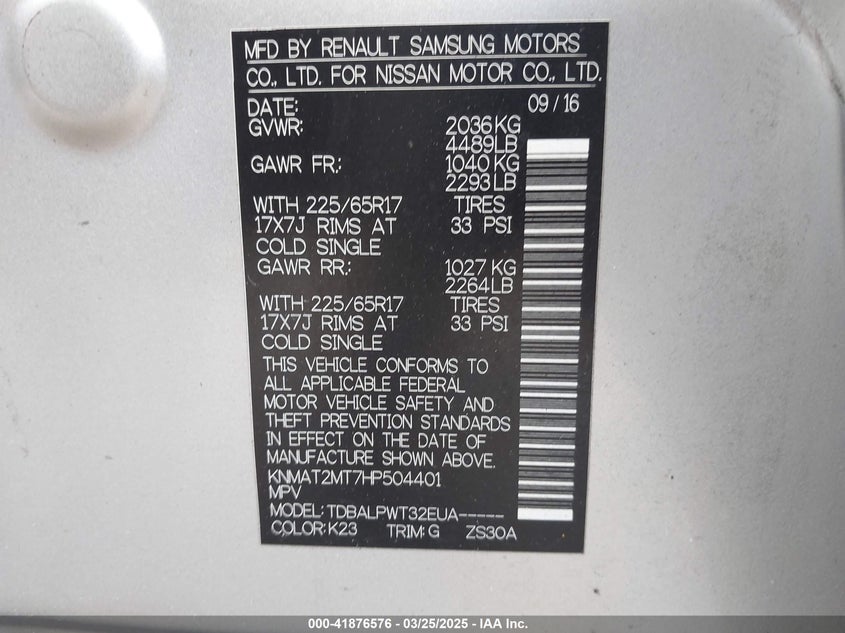 MFD BY RENAULT SAMSUNG MOTORS
CO., LTD. FOR NISSAN MOTOR CO., LTD.
DATE: 09/16
GVWR: 2036KG
4489LB
GAWR FR.: 1040KG
2293LB
WITH 225/65R17 TIRES
17X7J RIMS AT 33 PSI
COLD SINGLE
GAWR RR.: 1027KG
2264LB
WITH 225/65R17 TIRES
17X7J RIMS AT 33 PSI
COLD SINGLE
THIS VEHICLE CONFORMS TO
ALL APPLICABLE FEDERAL
MOTOR VEHICLE SAFETY AND
THEFT PREVENTION STANDARDS
IN EFFECT ON THE DATE OF
MANUFACTURE SHOWN ABOVE.
KNMAT2MT7HP504401
MPV
MODEL: TDBALPWT32EUA-----
COLOR:K23 TRIM:G ZS30A
000-41876576 - 03/25/2025 - IAA Inc.